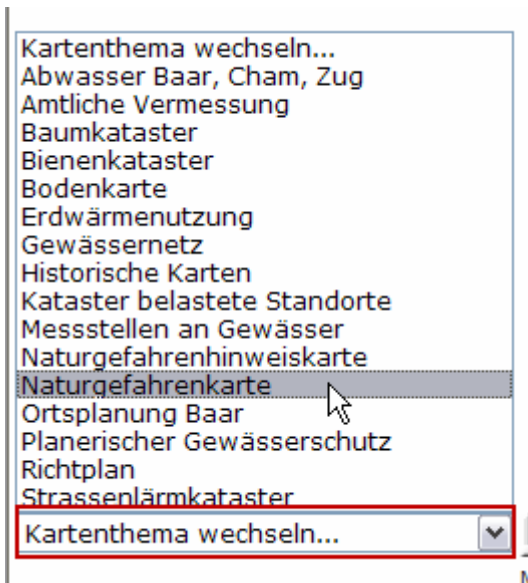 Kartenthema wechseln...
Abwasser Baar, Cham, Zug
Amtliche Vermessung
Baumkataster
Bienenkataster
Bodenkarte
Erdwärmenutzung
Gewässernetz
Historische Karten
Kataster belastete Standorte
Messstellen an Gewässer
Naturgefahrenhinweiskarte
Naturgefahrenkarte
Ortsplanung Baar
Planerischer Gewässerschutz
Richtplan
Strassenlärmkataster
Kartenthema wechseln...